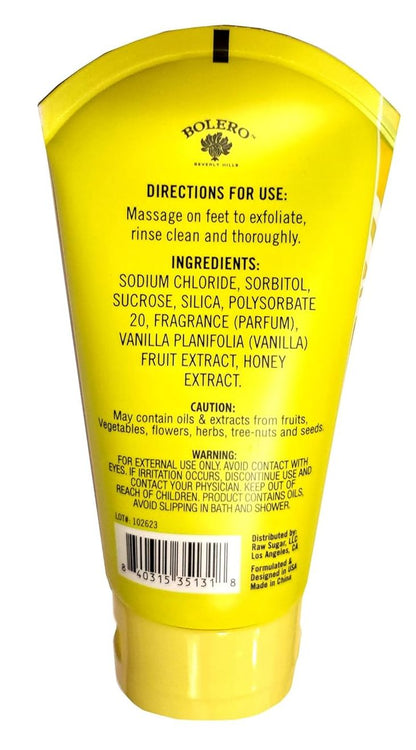 BOLERO™
BEVERLY HILLS
DIRECTIONS FOR USE:
Massage on feet to exfoliate,
rinse clean and thoroughly.
INGREDIENTS:
SODIUM CHLORIDE, SORBITOL,
SUCROSE, SILICA, POLYSORBATE
20, FRAGRANCE (PARFUM),
VANILLA PLANIFOLIA (VANILLA)
FRUIT EXTRACT, HONEY
EXTRACT.
CAUTION:
May contain oils & extracts from fruits,
Vegetables, flowers, herbs, tree-nuts and seeds.
WARNING:
FOR EXTERNAL USE ONLY. AVOID CONTACT WITH
EYES. IF IRRITATION OCCURS, DISCONTINUE USE AND
CONTACT YOUR PHYSICIAN. KEEP OUT OF
REACH OF CHILDREN. PRODUCT CONTAINS OILS,
AVOID SLIPPING IN BATH AND SHOWER.
LOT#: 102623
8 40315 35131 8
Distributed by:
Raw Sugar, LLC
Los Angeles, CA
Formulated &
Designed in USA
Made in China